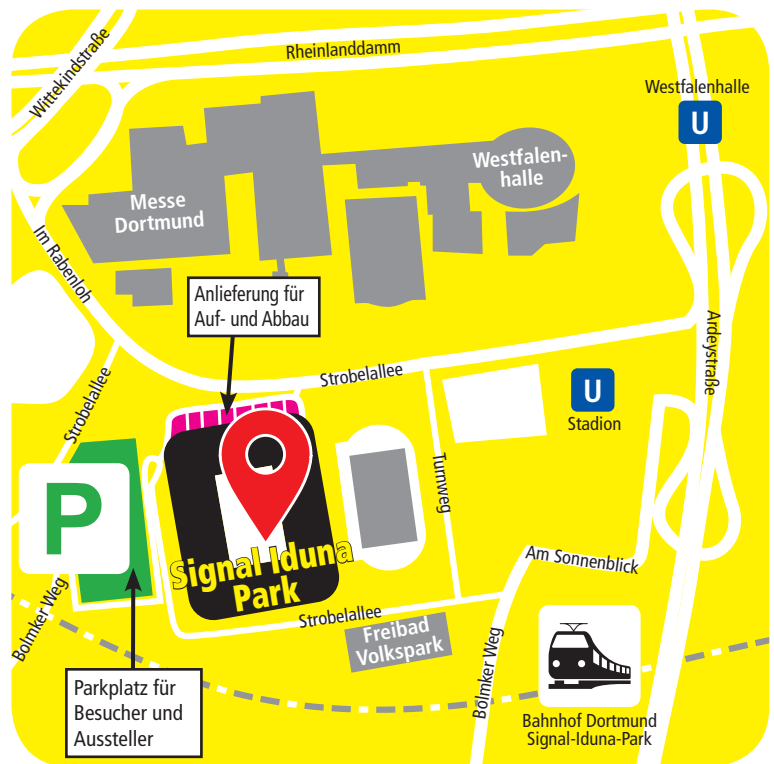 Rheinlanddamm
Wittekindstraße
Westfalenhalle
U
Westfalen-
halle
Messe
Dortmund
Im Rabenloh
Anlieferung für
Auf- und Abbau
Ardeystraße
Strobelallee
Strobelallee
U
Stadion
Turnweg
P
Signal Iduna
Park
Am Sonnenblick
Strobelallee
Freibad
Volkspark
Bolmker Weg
Bolmker Weg
Parkplatz für
Besucher und
Aussteller
Bahnhof Dortmund
Signal-Iduna-Park